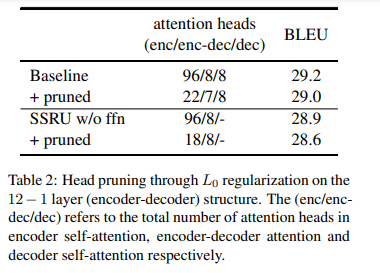 attention heads
(enc/enc-dec/dec) BLEU
Baseline 96/8/8 29.2
+ pruned 22/7/8 29.0
SSRU w/o ffn 96/8/- 28.9
+ pruned 18/8/- 28.6
Table 2: Head pruning through L₀ regularization on the
12 − 1 layer (encoder-decoder) structure. The (enc/enc-
dec/dec) refers to the total number of attention heads in
encoder self-attention, encoder-decoder attention and
decoder self-attention respectively.